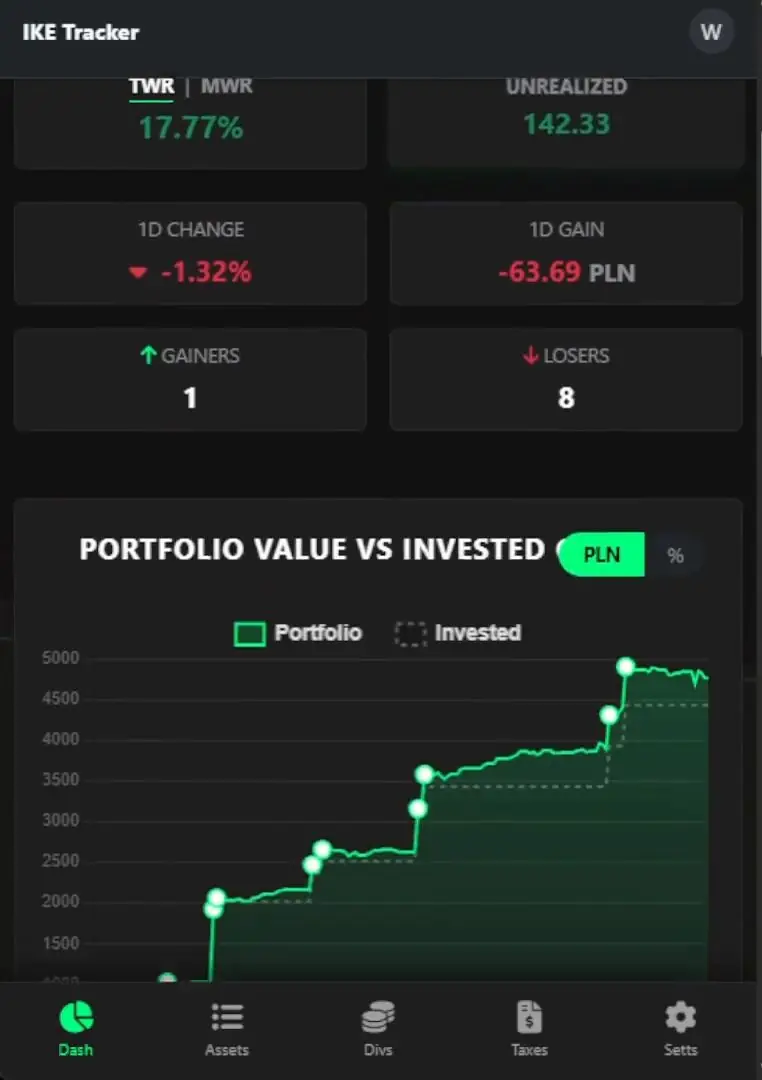 IKE Tracker W
TWR | MWR UNREALIZED
17.77% 142.33
1D CHANGE 1D GAIN
-1.32% -63.69 PLN
GAINERS LOSERS
1 8
PORTFOLIO VALUE VS INVESTED PLN %
Portfolio Invested
5000
4500
4000
3500
3000
2500
2000
1500
Dash Assets Divs Taxes Setts